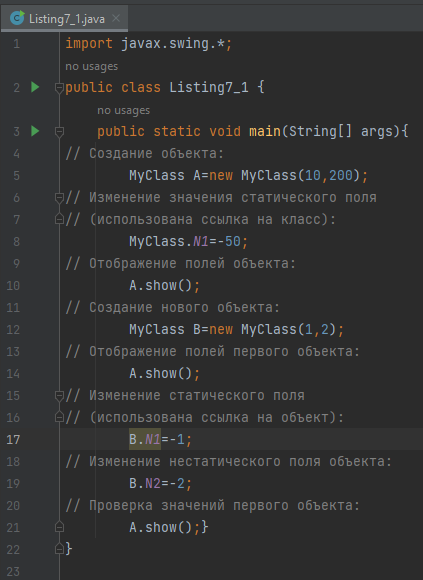 Listing7_1.java
1 import javax.swing.*;
no usages
2 public class Listing7_1 {
no usages
3 public static void main(String[] args){
4 // Создание объекта:
5 MyClass A=new MyClass(10,200);
6 // Изменение значения статического поля
7 // (использована ссылка на класс):
8 MyClass.N1=-50;
9 // Отображение полей объекта:
10 A.show();
11 // Создание нового объекта:
12 MyClass B=new MyClass(1,2);
13 // Отображение полей первого объекта:
14 A.show();
15 // Изменение статического поля
16 // (использована ссылка на объект):
17 B.N1=-1;
18 // Изменение нестатического поля объекта:
19 B.N2=-2;
20 // Проверка значений первого объекта:
21 A.show();}
22 }
23